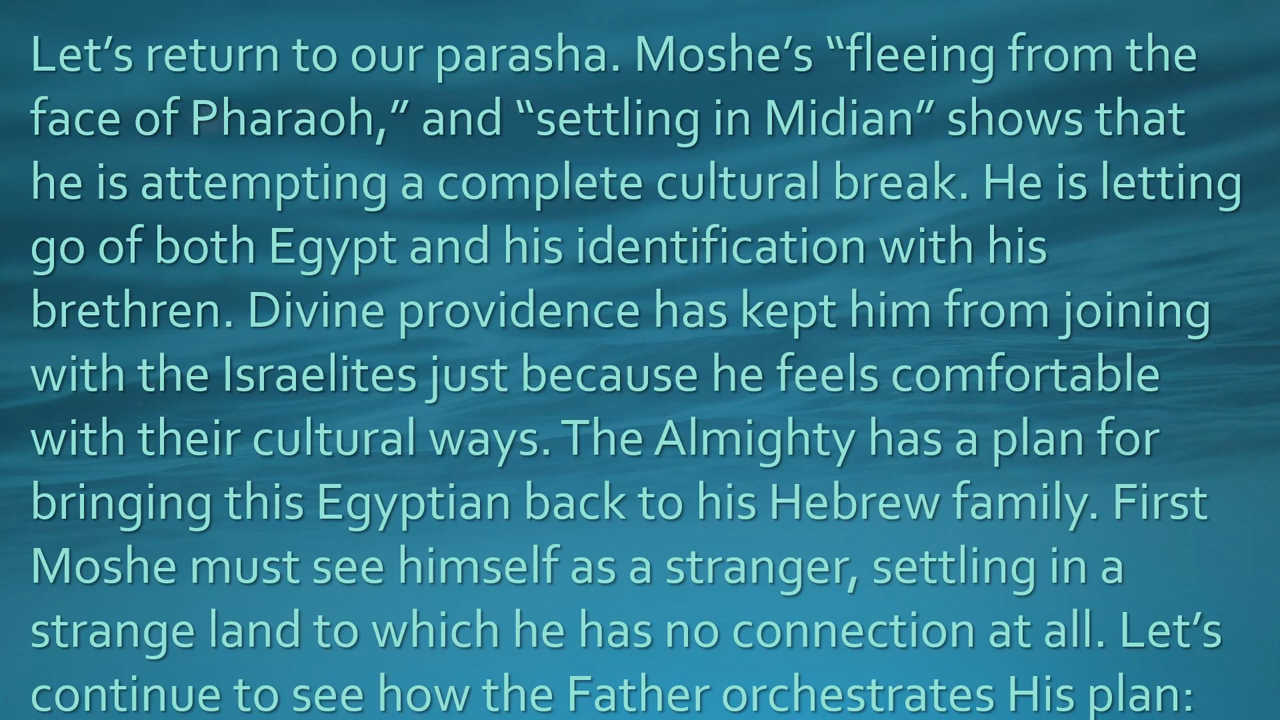 Let’s return to our parasha. Moshe’s “fleeing from the
face of Pharaoh,” and “settling in Midian” shows that
he is attempting a complete cultural break. He is letting
go of both Egypt and his identification with his
brethren. Divine providence has kept him from joining
with the Israelites just because he feels comfortable
with their cultural ways. The Almighty has a plan for
bringing this Egyptian back to his Hebrew family. First
Moshe must see himself as a stranger, settling in a
strange land to which he has no connection at all. Let’s
continue to see how the Father orchestrates His plan: